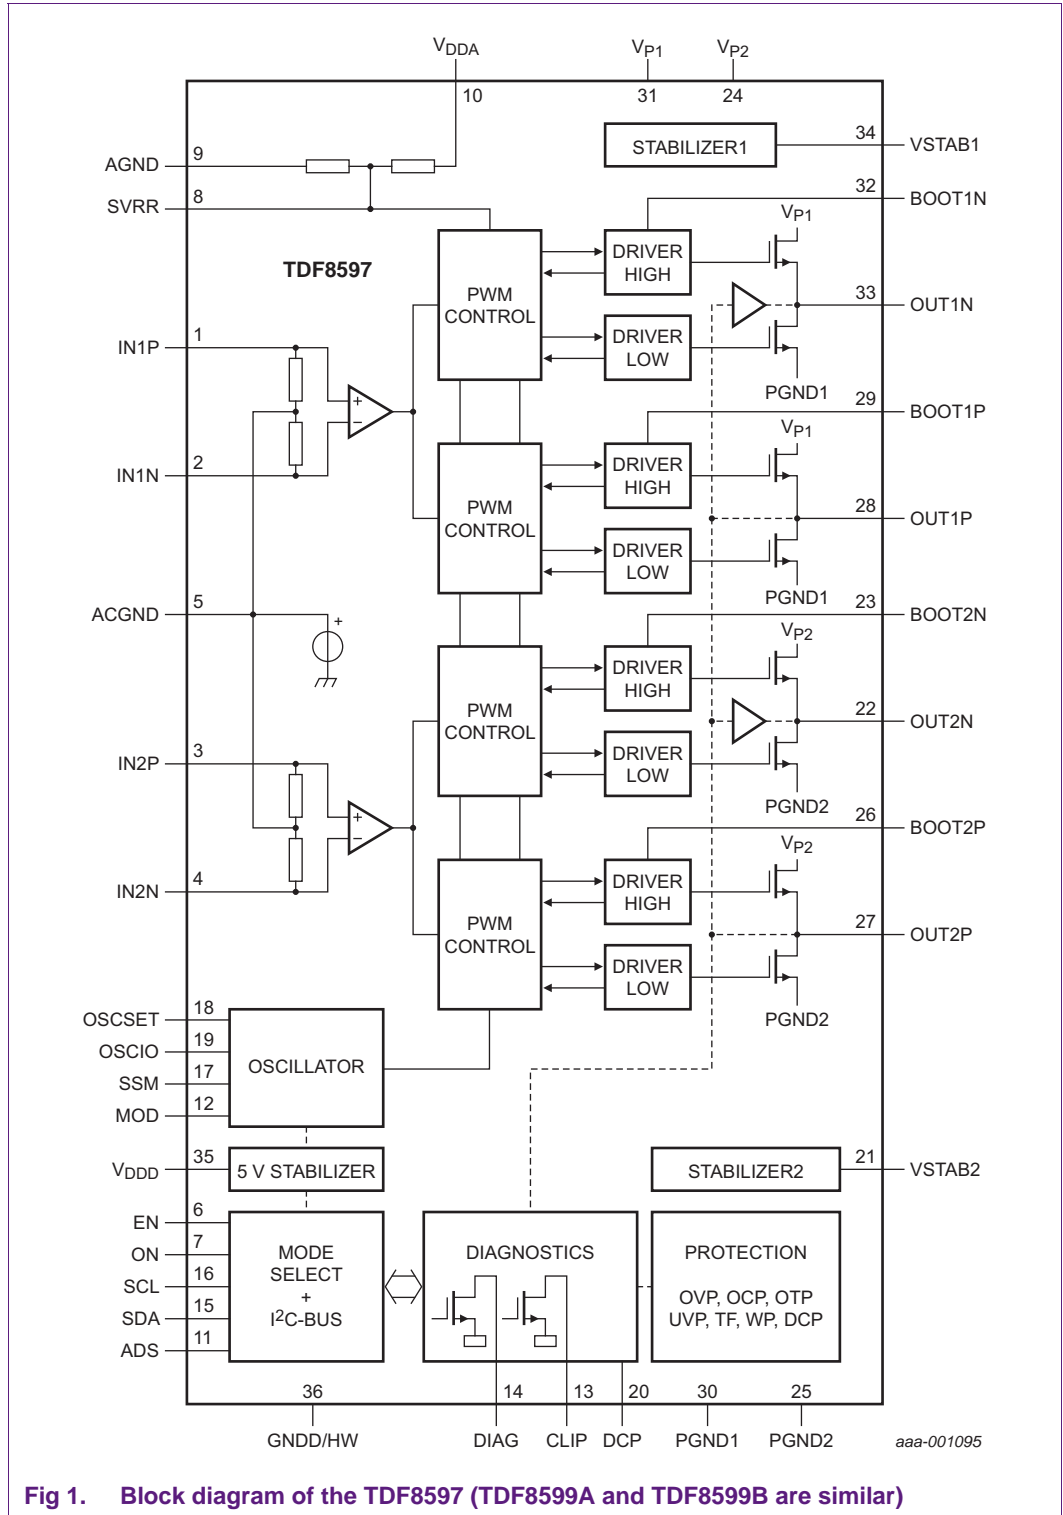 VDDA
VP1
VP2
10
31
24
AGND
9
STABILIZER1
34
VSTAB1
SVRR
8
32
BOOT1N
TDF8597
PWM
CONTROL
DRIVER
HIGH
VP1
33
OUT1N
IN1P
1
DRIVER
LOW
PGND1
+
−
29
BOOT1P
IN1N
2
PWM
CONTROL
DRIVER
HIGH
VP1
28
OUT1P
DRIVER
LOW
PGND1
ACGND
5
+
23
BOOT2N
PWM
CONTROL
DRIVER
HIGH
VP2
22
OUT2N
IN2P
3
DRIVER
LOW
PGND2
+
−
26
BOOT2P
IN2N
4
PWM
CONTROL
DRIVER
HIGH
VP2
27
OUT2P
DRIVER
LOW
PGND2
OSCSET
18
OSCIO
19
SSM
17
MOD
12
OSCILLATOR
VDDD
35
5 V STABILIZER
STABILIZER2
21
VSTAB2
EN
6
ON
7
SCL
16
SDA
15
ADS
11
MODE
SELECT
+
I2C-BUS
DIAGNOSTICS
PROTECTION
OVP, OCP, OTP
UVP, TF, WP, DCP
36
14
13
20
30
25
GNDD/HW
DIAG
CLIP
DCP
PGND1
PGND2
aaa-001095
Fig 1. Block diagram of the TDF8597 (TDF8599A and TDF8599B are similar)